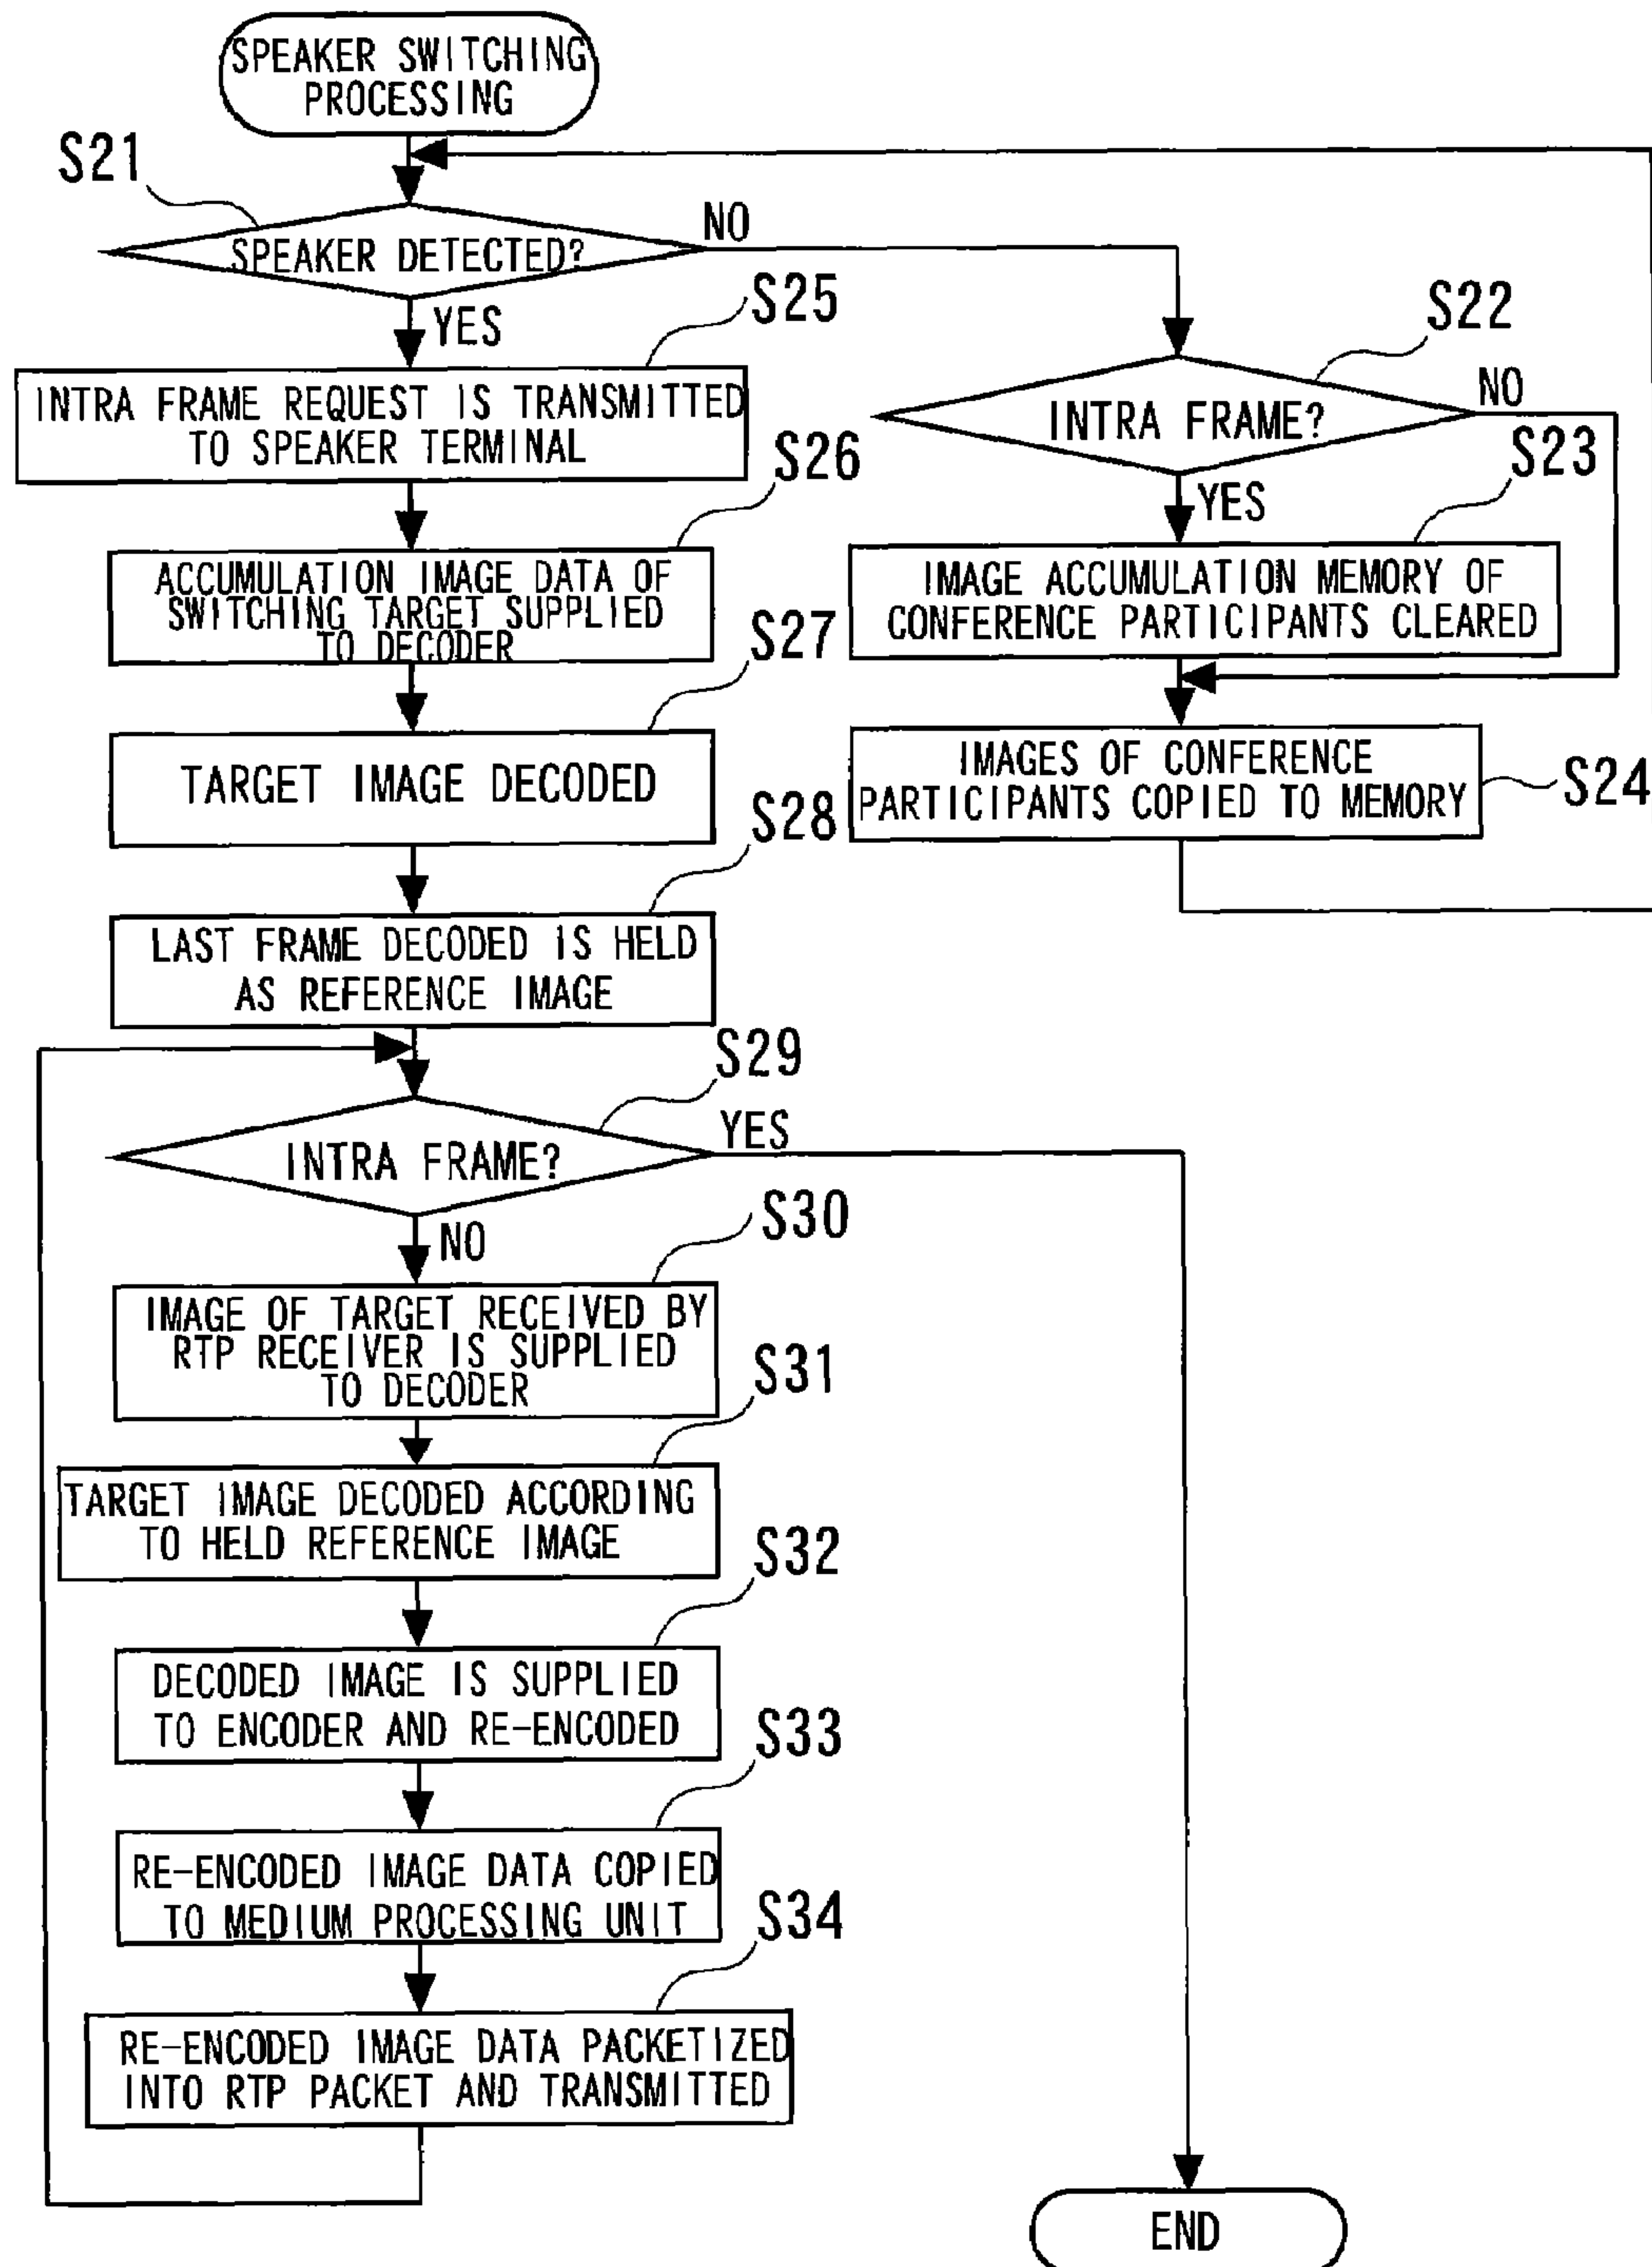 SPEAKER SWITCHING
PROCESSING
S21
SPEAKER DETECTED?
NO
YES
S25
INTRA FRAME REQUEST IS TRANSMITTED
TO SPEAKER TERMINAL
S22
INTRA FRAME?
NO
YES
S23
IMAGE ACCUMULATION MEMORY OF
CONFERENCE PARTICIPANTS CLEARED
S24
IMAGES OF CONFERENCE
PARTICIPANTS COPIED TO MEMORY
S26
ACCUMULATION IMAGE DATA OF
SWITCHING TARGET SUPPLIED
TO DECODER
S27
TARGET IMAGE DECODED
S28
LAST FRAME DECODED IS HELD
AS REFERENCE IMAGE
S29
INTRA FRAME?
YES
NO
S30
IMAGE OF TARGET RECEIVED BY
RTP RECEIVER IS SUPPLIED
TO DECODER
S31
TARGET IMAGE DECODED ACCORDING
TO HELD REFERENCE IMAGE
S32
DECODED IMAGE IS SUPPLIED
TO ENCODER AND RE-ENCODED
S33
RE-ENCODED IMAGE DATA COPIED
TO MEDIUM PROCESSING UNIT
S34
RE-ENCODED IMAGE DATA PACKETIZED
INTO RTP PACKET AND TRANSMITTED
END